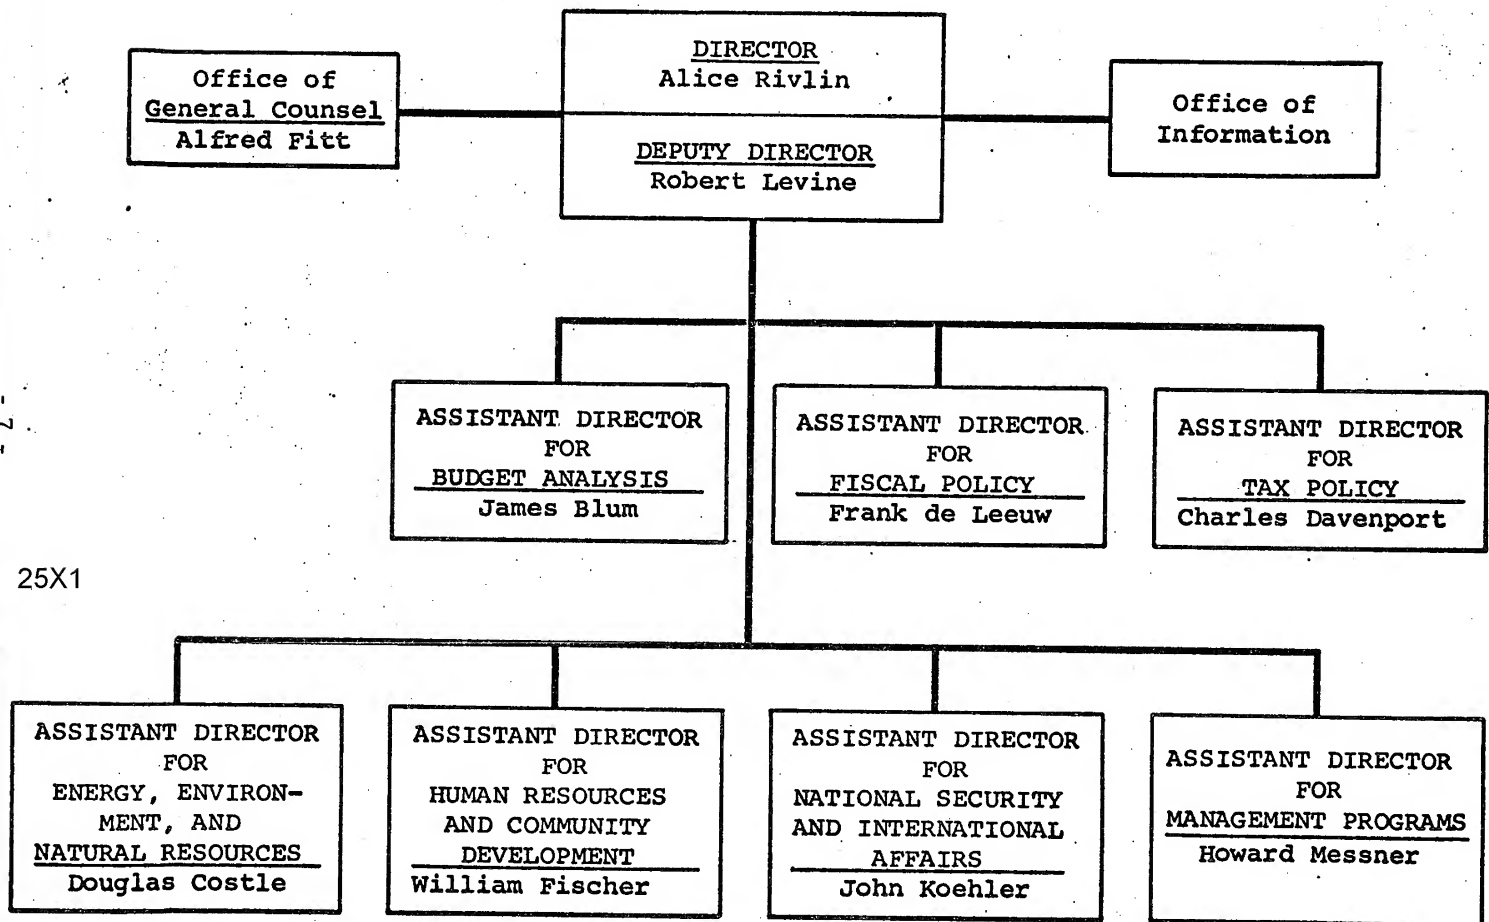 Office of
General Counsel
Alfred Fitt
DIRECTOR
Alice Rivlin
DEPUTY DIRECTOR
Robert Levine
Office of
Information
ASSISTANT DIRECTOR
FOR
BUDGET ANALYSIS
James Blum
ASSISTANT DIRECTOR
FOR
FISCAL POLICY
Frank de Leeuw
ASSISTANT DIRECTOR
FOR
TAX POLICY
Charles Davenport
- 7 -
25X1
ASSISTANT DIRECTOR
FOR
ENERGY, ENVIRON-
MENT, AND
NATURAL RESOURCES
Douglas Costle
ASSISTANT DIRECTOR
FOR
HUMAN RESOURCES
AND COMMUNITY
DEVELOPMENT
William Fischer
ASSISTANT DIRECTOR
FOR
NATIONAL SECURITY
AND INTERNATIONAL
AFFAIRS
John Koehler
ASSISTANT DIRECTOR
FOR
MANAGEMENT PROGRAMS
Howard Messner